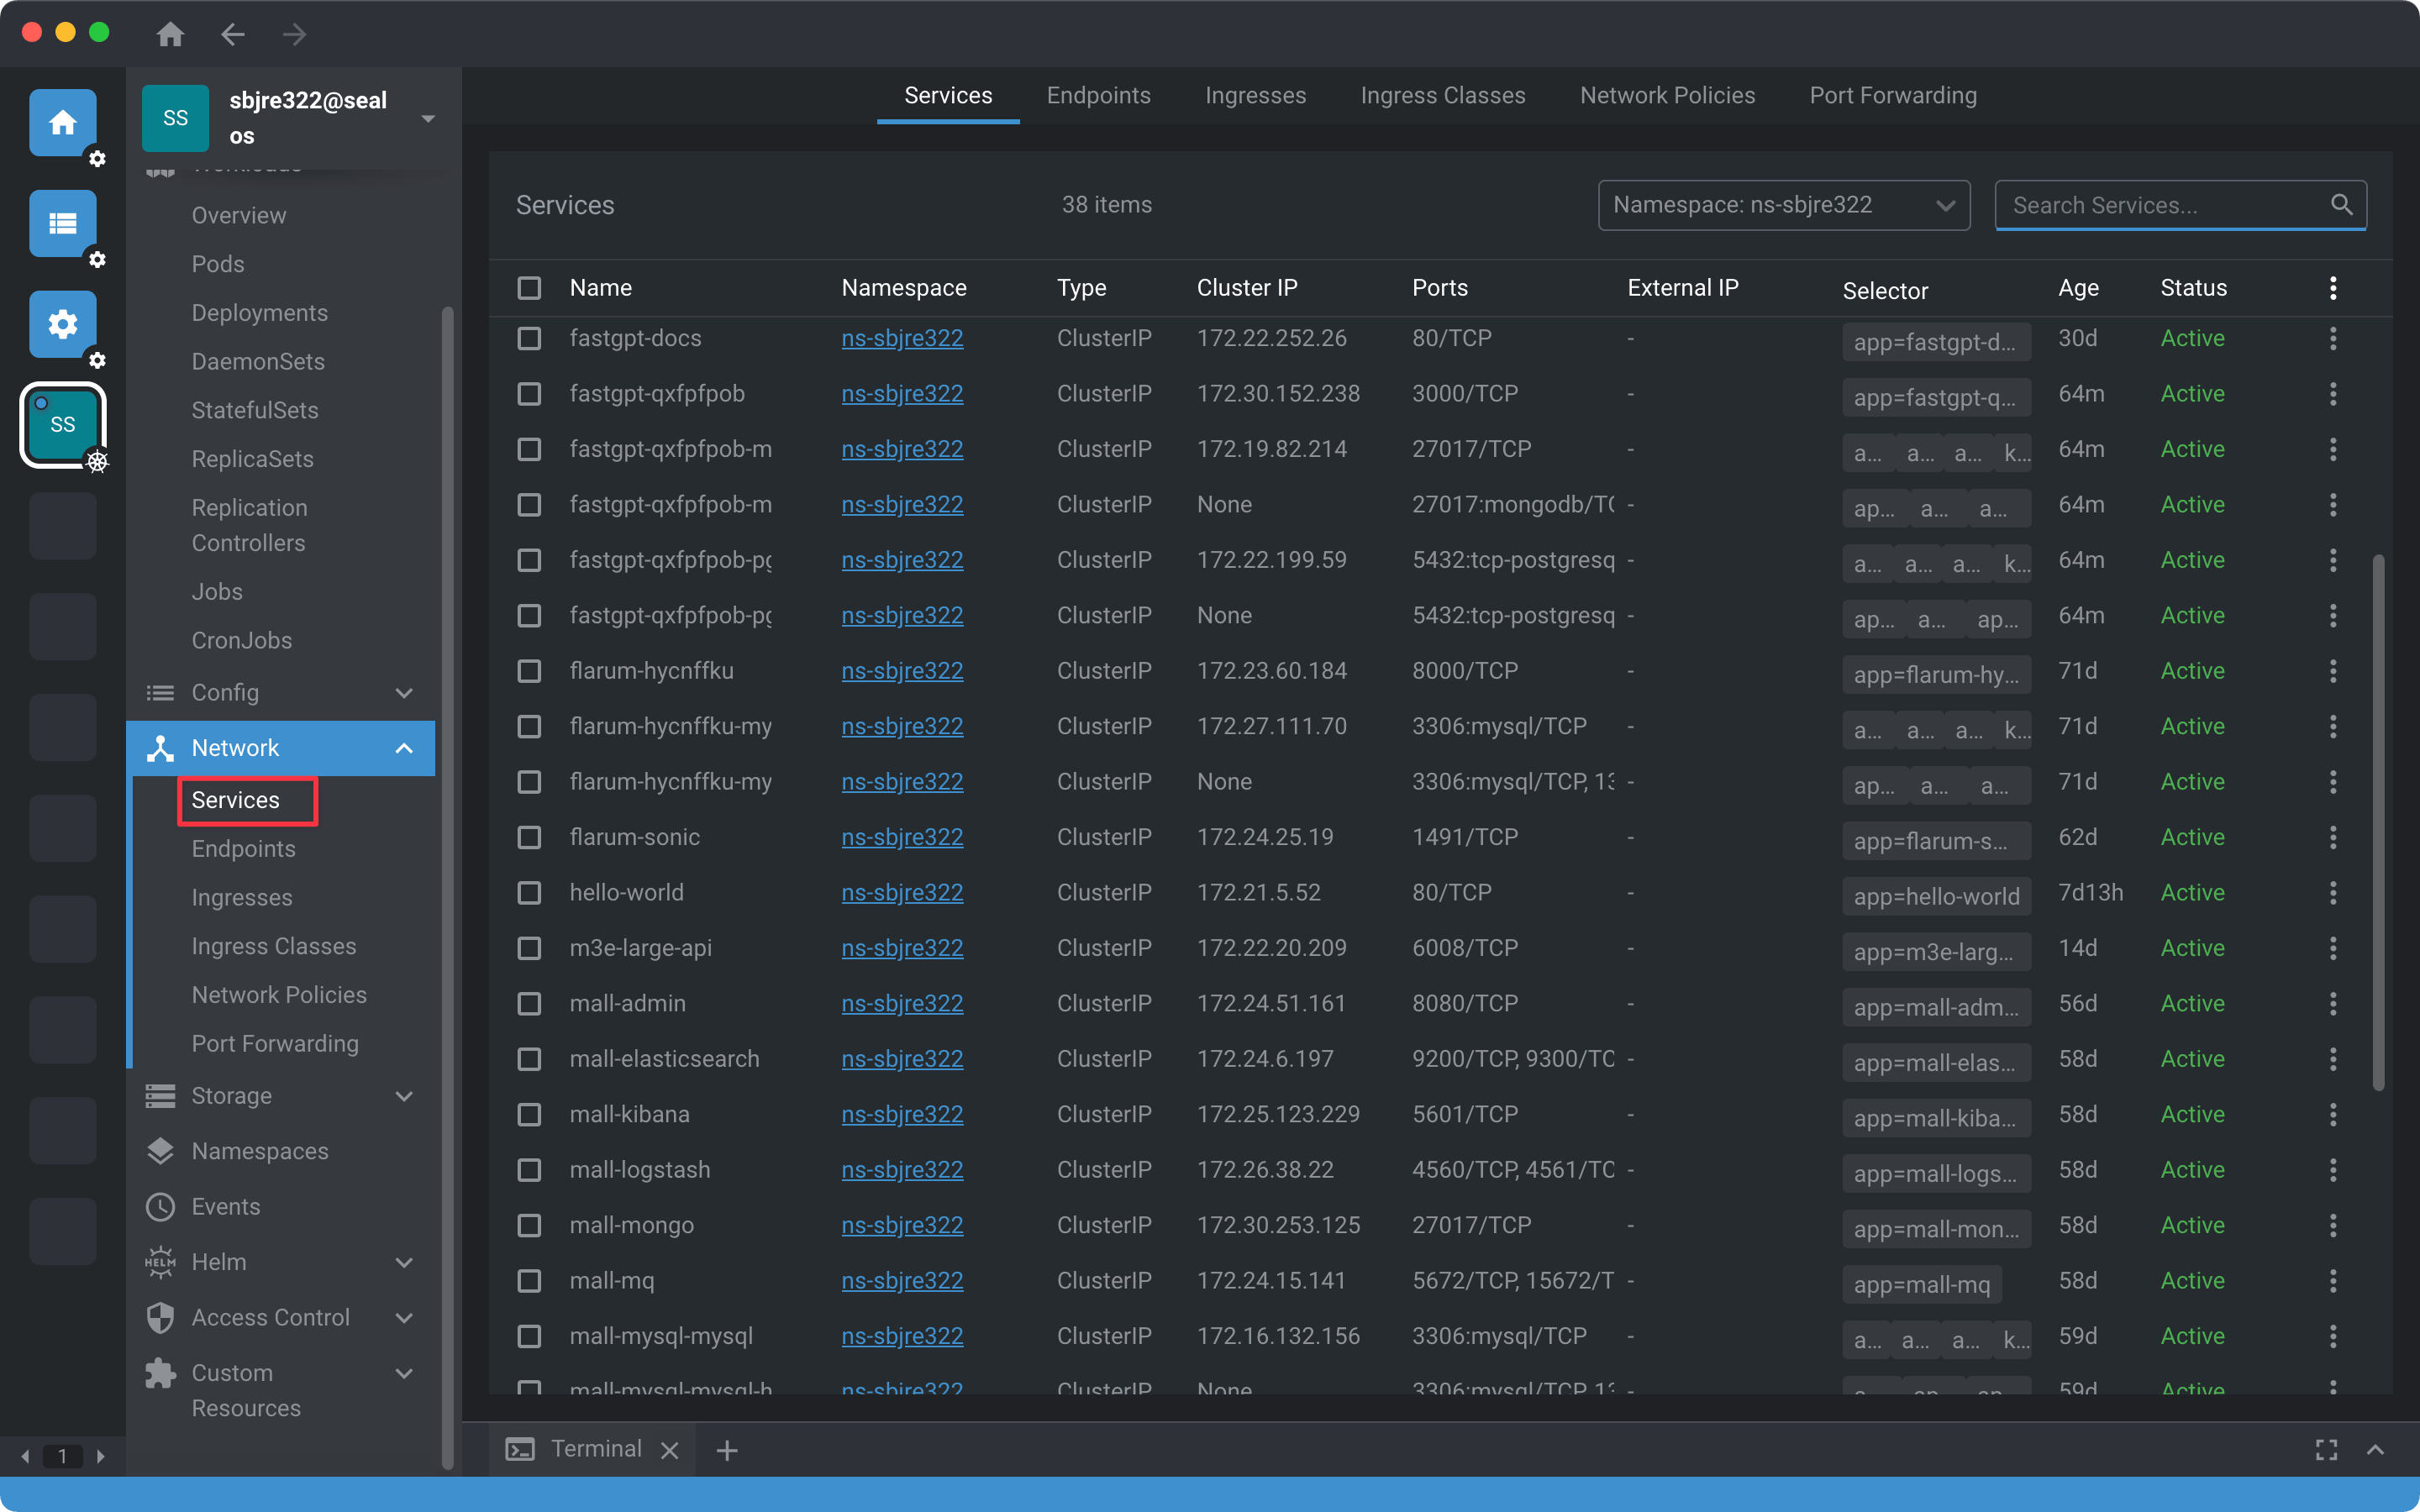 SS
sbjre322@seal
os
Services
Endpoints
Ingresses
Ingress Classes
Network Policies
Port Forwarding
SS
Workloads
Overview
Pods
Deployments
DaemonSets
StatefulSets
ReplicaSets
Replication
Controllers
Jobs
CronJobs
Config
Network
Services
Endpoints
Ingresses
Ingress Classes
Network Policies
Port Forwarding
Storage
Namespaces
Events
HELM
Helm
Access Control
Custom
Resources
1
Services
38 items
Namespace: ns-sbjre322
Search Services...
Name Namespace Type Cluster IP Ports External IP Selector Age Status
fastgpt-docs ns-sbjre322 ClusterIP 172.22.252.26 80/TCP - app=fastgpt-d... 30d Active
fastgpt-qxfpfpob ns-sbjre322 ClusterIP 172.30.152.238 3000/TCP - app=fastgpt-q... 64m Active
fastgpt-qxfpfpob-m ns-sbjre322 ClusterIP 172.19.82.214 27017/TCP - a... a... a... k... 64m Active
fastgpt-qxfpfpob-m ns-sbjre322 ClusterIP None 27017:mongodb/TC - ap... a... a... 64m Active
fastgpt-qxfpfpob-pg ns-sbjre322 ClusterIP 172.22.199.59 5432:tcp-postgresq - a... a... a... k... 64m Active
fastgpt-qxfpfpob-pg ns-sbjre322 ClusterIP None 5432:tcp-postgresq - ap... a... ap... 64m Active
flarum-hycnffku ns-sbjre322 ClusterIP 172.23.60.184 8000/TCP - app=flarum-hy... 71d Active
flarum-hycnffku-my ns-sbjre322 ClusterIP 172.27.111.70 3306:mysql/TCP - a... a... a... k... 71d Active
flarum-hycnffku-my ns-sbjre322 ClusterIP None 3306:mysql/TCP, 13 - ap... a... a... 71d Active
flarum-sonic ns-sbjre322 ClusterIP 172.24.25.19 1491/TCP - app=flarum-s... 62d Active
hello-world ns-sbjre322 ClusterIP 172.21.5.52 80/TCP - app=hello-world 7d13h Active
m3e-large-api ns-sbjre322 ClusterIP 172.22.20.209 6008/TCP - app=m3e-larg... 14d Active
mall-admin ns-sbjre322 ClusterIP 172.24.51.161 8080/TCP - app=mall-adm... 56d Active
mall-elasticsearch ns-sbjre322 ClusterIP 172.24.6.197 9200/TCP, 9300/TC - app=mall-elas... 58d Active
mall-kibana ns-sbjre322 ClusterIP 172.25.123.229 5601/TCP - app=mall-kiba... 58d Active
mall-logstash ns-sbjre322 ClusterIP 172.26.38.22 4560/TCP, 4561/TC - app=mall-logs... 58d Active
mall-mongo ns-sbjre322 ClusterIP 172.30.253.125 27017/TCP - app=mall-mon... 58d Active
mall-mq ns-sbjre322 ClusterIP 172.24.15.141 5672/TCP, 15672/T - app=mall-mq 58d Active
mall-mysql-mysql ns-sbjre322 ClusterIP 172.16.132.156 3306:mysql/TCP - a... a... a... k... 59d Active
mall-mysql-mysql-h ns-sbjre322 ClusterIP None 3306:mysql/TCP, 13 - a... ap... ap... 59d Active
Terminal